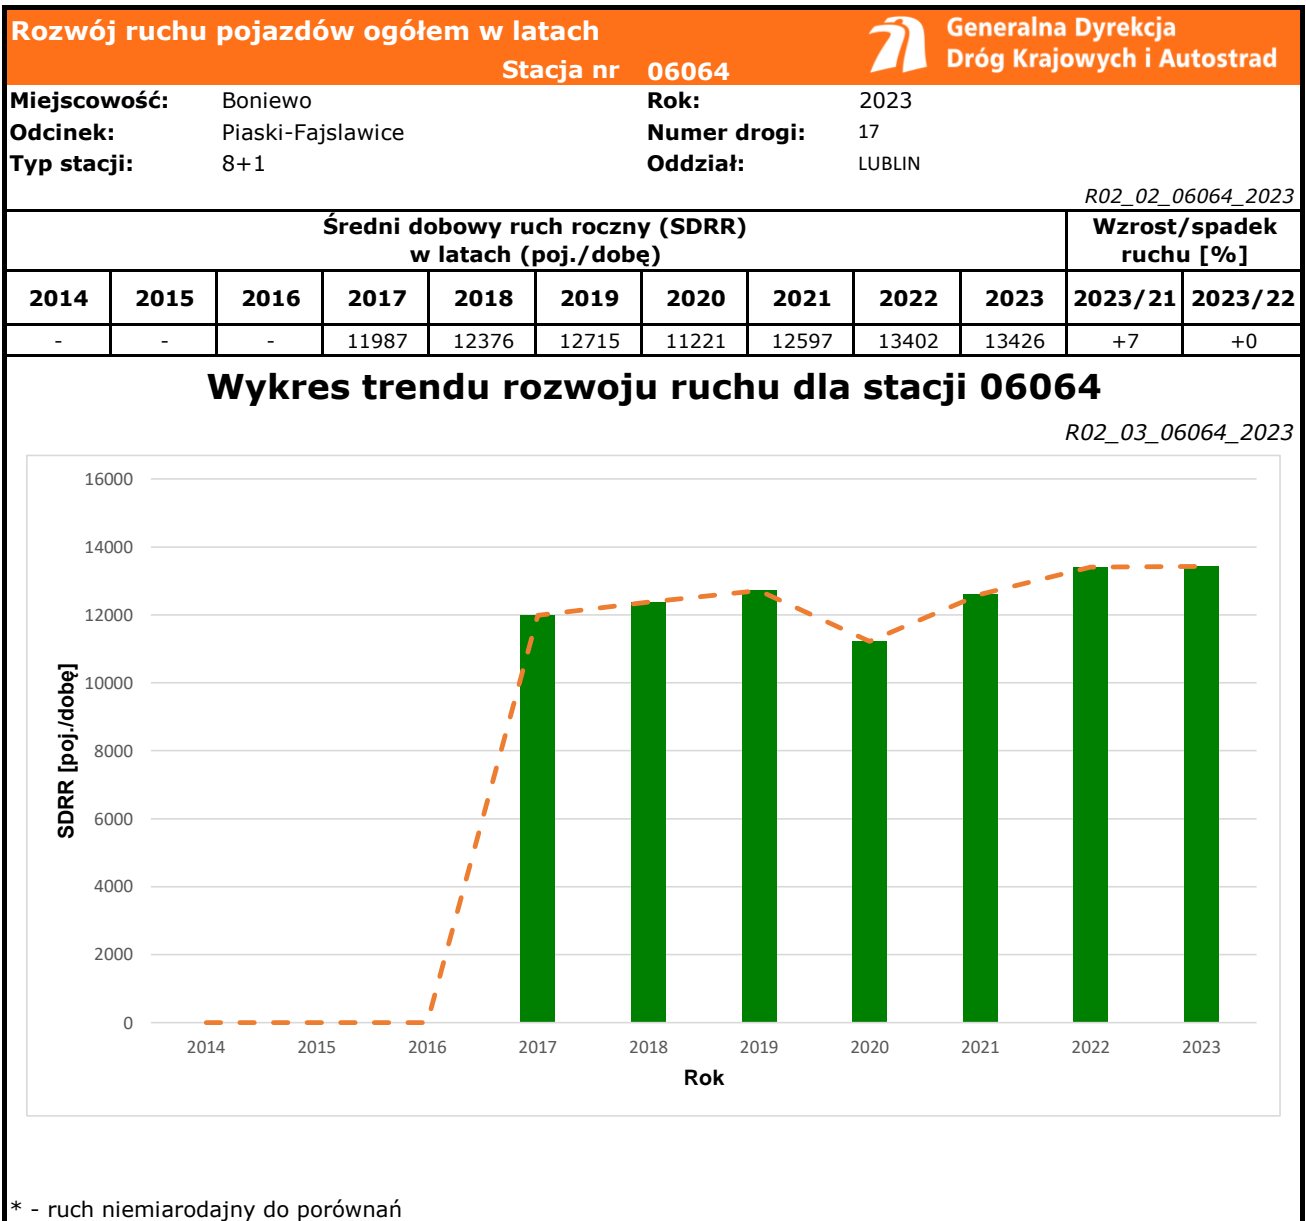 Rozwój ruchu pojazdów ogółem w latach
Generalna Dyrekcja
Dróg Krajowych i Autostrad
Stacja nr 06064
Miejscowość: Boniewo Rok: 2023
Odcinek: Piaski-Fajslawice Numer drogi: 17
Typ stacji: 8+1 Oddział: LUBLIN
R02_02_06064_2023
Średni dobowy ruch roczny (SDRR)
w latach (poj./dobę)
Wzrost/spadek
ruchu [%]
2014 2015 2016 2017 2018 2019 2020 2021 2022 2023 2023/21 2023/22
- - - 11987 12376 12715 11221 12597 13402 13426 +7 +0
Wykres trendu rozwoju ruchu dla stacji 06064
R02_03_06064_2023
16000
14000
12000
10000
8000
6000
4000
2000
0
SDRR [poj./dobę]
2014 2015 2016 2017 2018 2019 2020 2021 2022 2023
Rok
* - ruch niemiarodajny do porównań